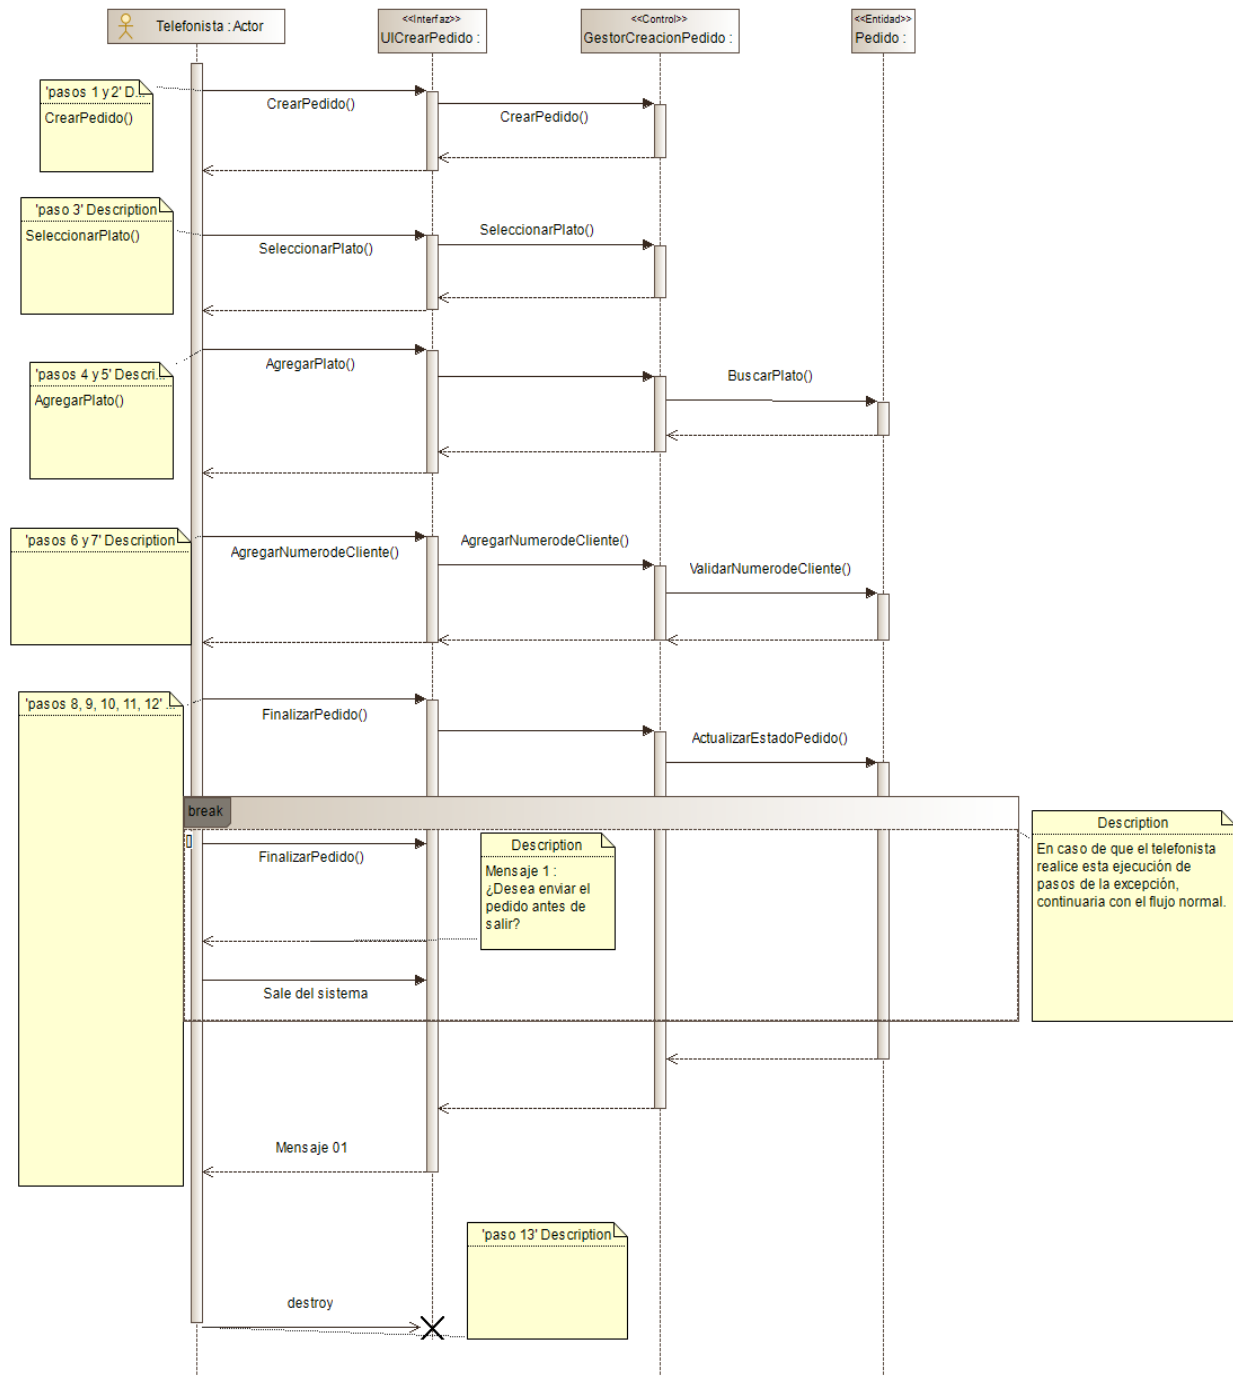 Telefonista : Actor
<<Interfaz>>
UICrearPedido :
<<Control>>
GestorCreacionPedido :
<<Entidad>>
Pedido :
'pasos 1 y 2' D...
CrearPedido()
CrearPedido()
CrearPedido()
'paso 3' Description
SeleccionarPlato()
SeleccionarPlato()
SeleccionarPlato()
'pasos 4 y 5' Descri...
AgregarPlato()
AgregarPlato()
BuscarPlato()
'pasos 6 y 7' Description
AgregarNumerodeCliente()
AgregarNumerodeCliente()
ValidarNumerodeCliente()
'pasos 8, 9, 10, 11, 12' ...
FinalizarPedido()
ActualizarEstadoPedido()
break
[]
FinalizarPedido()
Description
Mensaje 1 :
¿Desea enviar el
pedido antes de
salir?
Sale del sistema
Description
En caso de que el telefonista
realice esta ejecución de
pasos de la excepción,
continuaria con el flujo normal.
Mensaje 01
'paso 13' Description
destroy